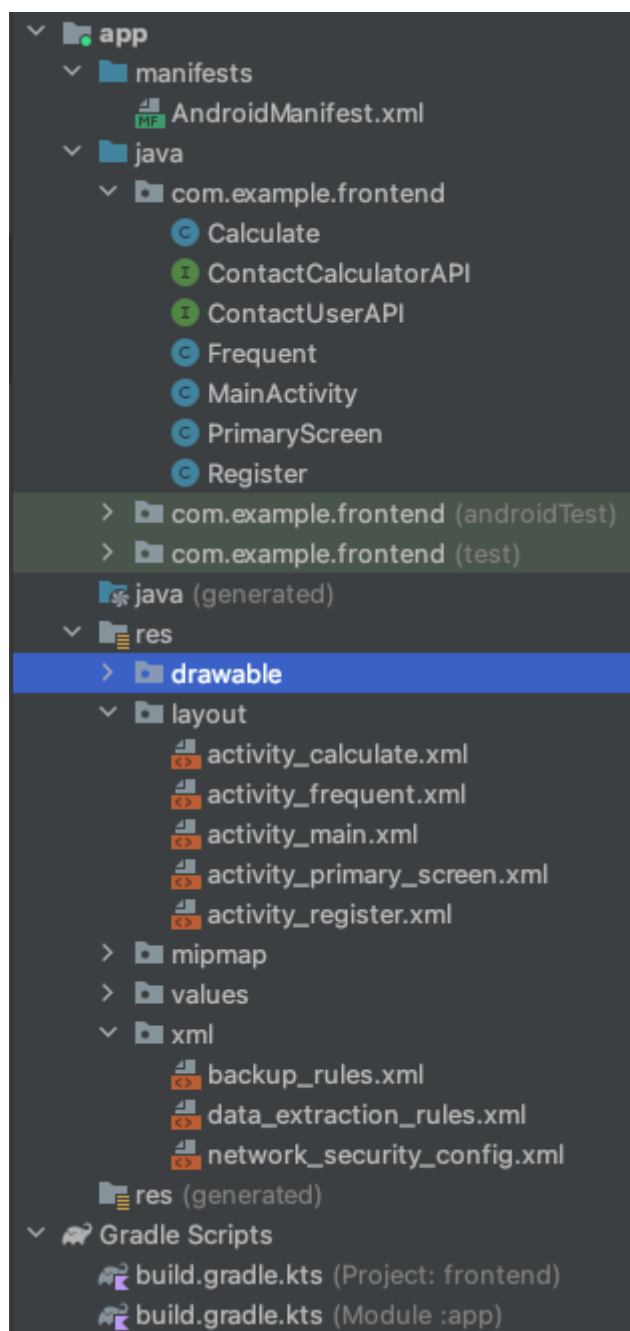 app
manifests
AndroidManifest.xml
java
com.example.frontend
Calculate
ContactCalculatorAPI
ContactUserAPI
Frequent
MainActivity
PrimaryScreen
Register
com.example.frontend (androidTest)
com.example.frontend (test)
java (generated)
res
drawable
layout
activity_calculate.xml
activity_frequent.xml
activity_main.xml
activity_primary_screen.xml
activity_register.xml
mipmap
values
xml
backup_rules.xml
data_extraction_rules.xml
network_security_config.xml
res (generated)
Gradle Scripts
build.gradle.kts (Project: frontend)
build.gradle.kts (Module :app)